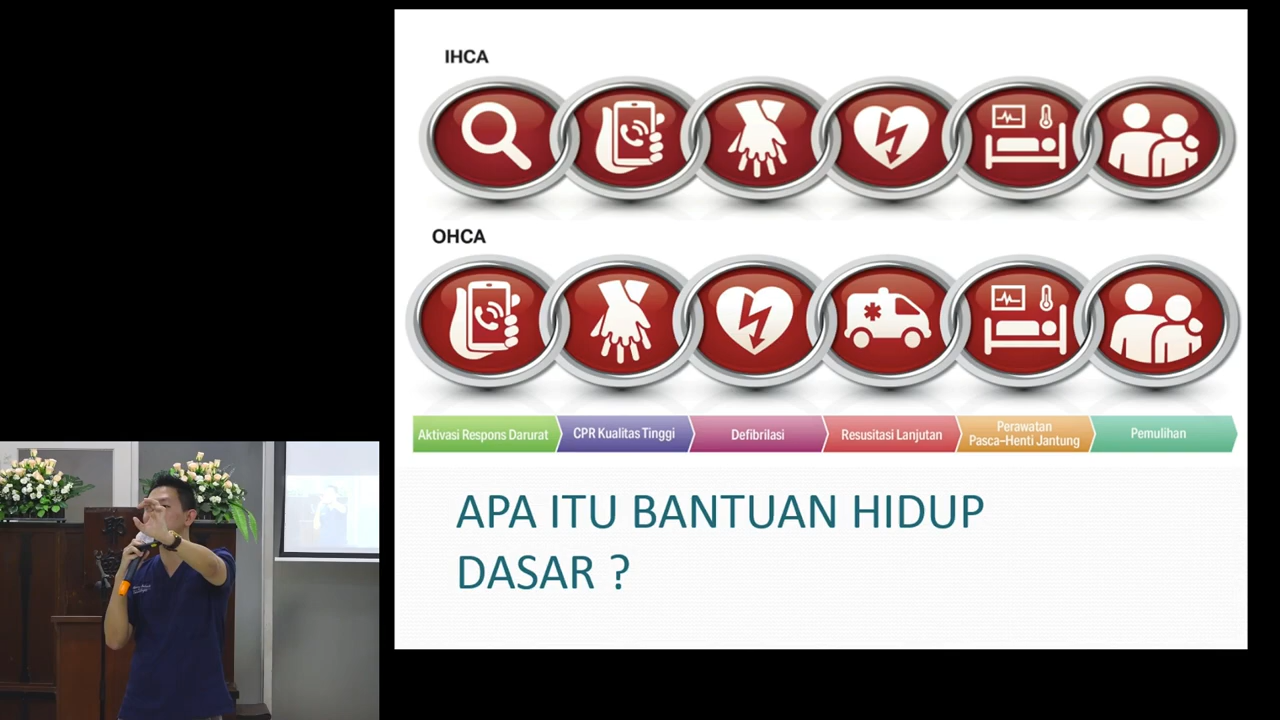 IHCA
OHCA
Aktivasi Respons Darurat
CPR Kualitas Tinggi
Defibrilasi
Resusitasi Lanjutan
Perawatan
Pasca-Henti Jantung
Pemulihan
APA ITU BANTUAN HIDUP
DASAR ?